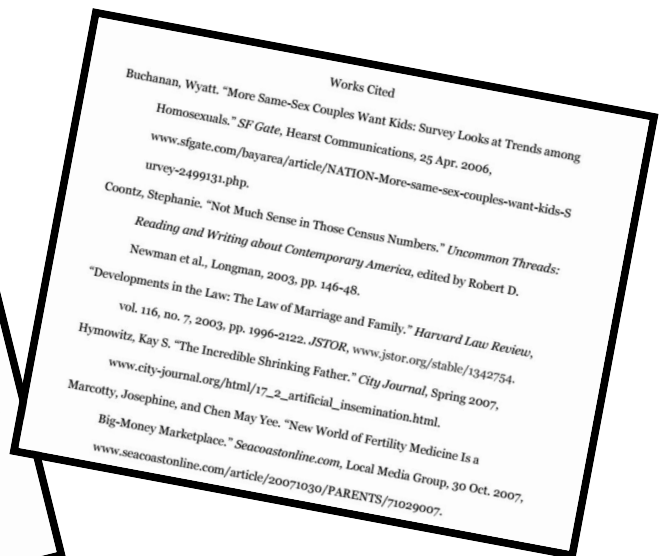 Works Cited
Buchanan, Wyatt. “More Same-Sex Couples Want Kids: Survey Looks at Trends among
Homosexuals.” SF Gate, Hearst Communications, 25 Apr. 2006,
www.sfgate.com/bayarea/article/NATION-More-same-sex-couples-want-kids-S
urvey-2499131.php.
Coontz, Stephanie. “Not Much Sense in Those Census Numbers.” Uncommon Threads:
Reading and Writing about Contemporary America, edited by Robert D.
Newman et al., Longman, 2003, pp. 146-48.
“Developments in the Law: The Law of Marriage and Family.” Harvard Law Review,
vol. 116, no. 7, 2003, pp. 1996-2122. JSTOR, www.jstor.org/stable/1342754.
Hymowitz, Kay S. “The Incredible Shrinking Father.” City Journal, Spring 2007,
www.city-journal.org/html/17_2_artificial_insemination.html.
Marcotty, Josephine, and Chen May Yee. “New World of Fertility Medicine Is a
Big-Money Marketplace.” Seacoastonline.com, Local Media Group, 30 Oct. 2007,
www.seacoastonline.com/article/20071030/PARENTS/71029007.